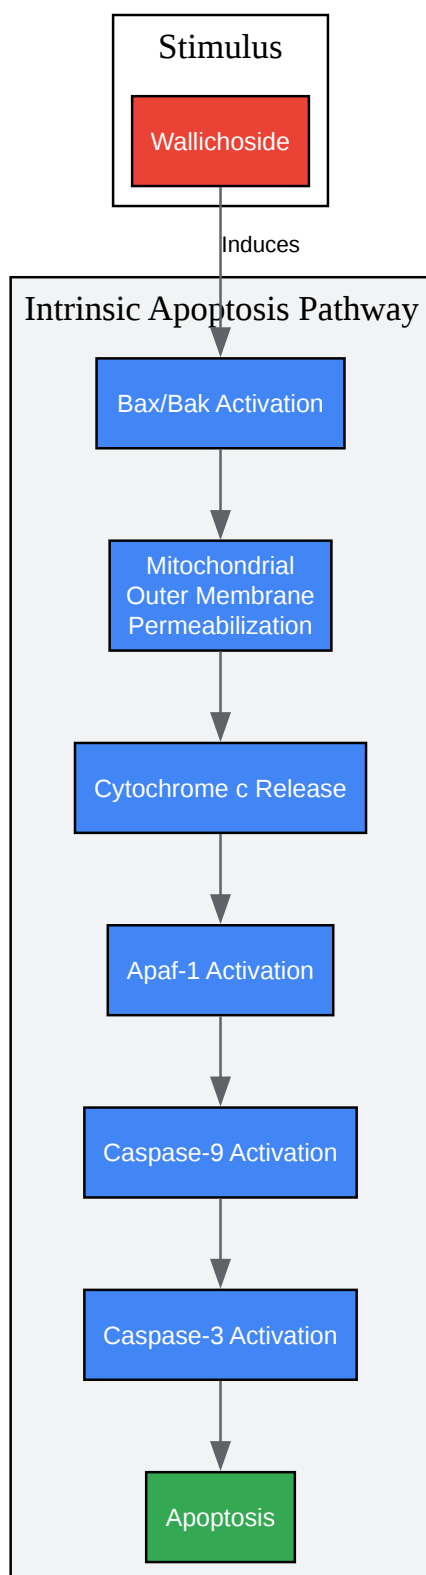 Stimulus
Wallichoside
Induces
Intrinsic Apoptosis Pathway
Bax/Bak Activation
Mitochondrial
Outer Membrane
Permeabilization
Cytochrome c Release
Apaf-1 Activation
Caspase-9 Activation
Caspase-3 Activation
Apoptosis